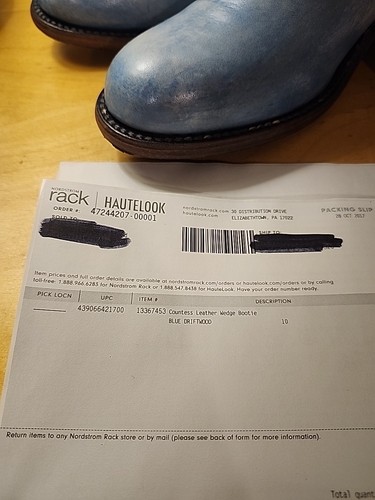 NORDSTROM
rack | HAUTELOOK
ORDER #: 47244207-00001
nordstromrack.com
hautelook.com
30 DISTRIBUTION DRIVE
ELIZABETHTOWN, PA 17022
PACKING SLIP
28 OCT 2017
SOLD TO
SHIP TO
Item prices and full order details are available at nordstromrack.com/orders or hautelook.com/orders or by calling
toll-free: 1.888.966.6283 for Nordstrom Rack or 1.888.547.8438 for HauteLook. Have your order number ready.
PICK LOCN UPC ITEM # DESCRIPTION
439066421700 13367453 Countess Leather Wedge Bootie
BLUE DRIFTWOOD 10
Return items to any Nordstrom Rack store or by mail (please see back of form for more information).
Total quant